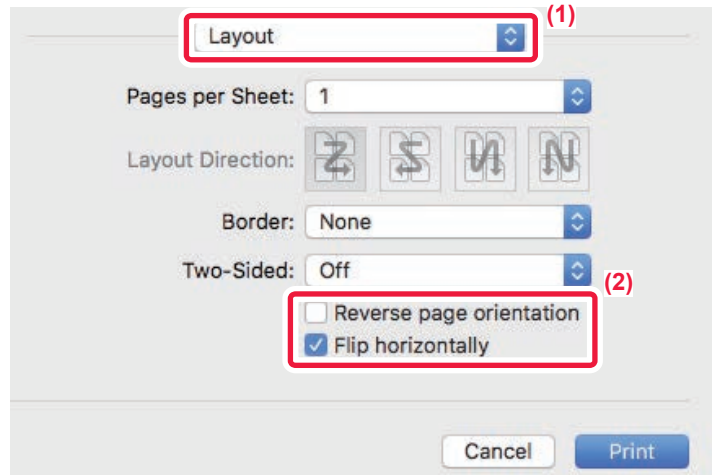 (1)
Layout
Pages per Sheet: 1
Layout Direction:
Border: None
Two-Sided: Off
(2)
Reverse page orientation
Flip horizontally
Cancel Print